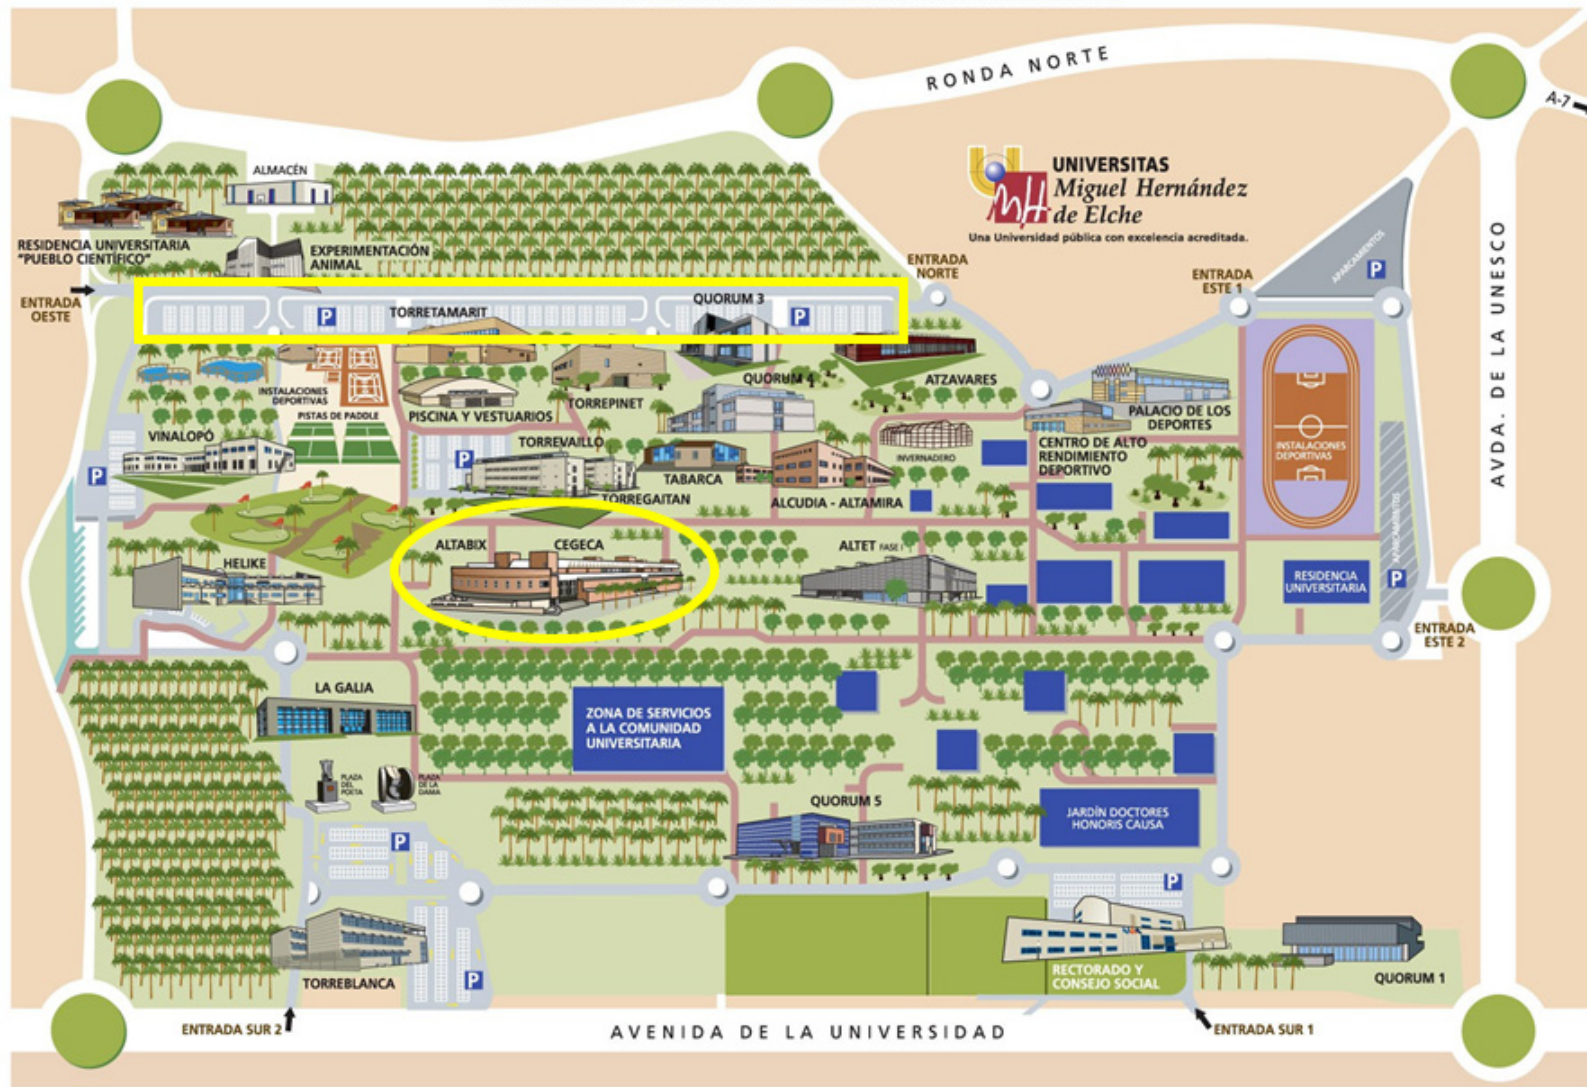 RONDA NORTE
A-7
UNIVERSITAS
Miguel Hernández
de Elche
Una Universidad pública con excelencia acreditada.
ALMACÉN
RESIDENCIA UNIVERSITARIA
"PUEBLO CIENTÍFICO"
EXPERIMENTACIÓN
ANIMAL
ENTRADA
OESTE
ENTRADA
NORTE
ENTRADA
ESTE 1
APARCAMIENTOS
P
AVDA. DE LA UNESCO
P
TORRETAMARIT
QUORUM 3
P
INSTALACIONES
DEPORTIVAS
PISTAS DE PADDLE
PISCINA Y VESTUARIOS
TORREPINET
QUORUM 4
ATZAVARES
PALACIO DE LOS
DEPORTES
CENTRO DE ALTO
RENDIMIENTO
DEPORTIVO
INSTALACIONES
DEPORTIVAS
VINALOPÓ
P
P
TORREVAILLO
TORREGAITAN
TABARCA
INVERNADERO
ALCUDIA - ALTAMIRA
APARCAMIENTOS
P
ALTABIX
CEGECA
ALTET FASE I
HELIKE
RESIDENCIA
UNIVERSITARIA
ENTRADA
ESTE 2
LA GALIA
ZONA DE SERVICIOS
A LA COMUNIDAD
UNIVERSITARIA
PLAZA
DEL
POETA
PLAZA
DE LA
DAMA
QUORUM 5
JARDÍN DOCTORES
HONORIS CAUSA
P
P
P
TORREBLANCA
RECTORADO Y
CONSEJO SOCIAL
QUORUM 1
ENTRADA SUR 2
AVENIDA DE LA UNIVERSIDAD
ENTRADA SUR 1